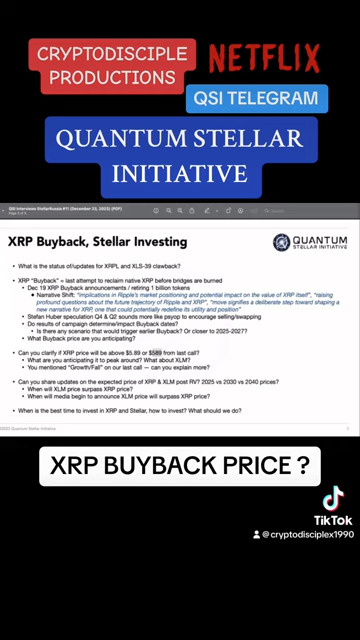 CRYPTODISCIPLE
PRODUCTIONS
NETFLIX
QSI TELEGRAM
QUANTUM STELLAR
INITIATIVE
QSI Interviews StellarRussia #11 (December 23, 2023) (PDF)
XRP Buyback, Stellar Investing
QUANTUM
STELLAR INITIATIVE
• What is the status of/updates for XRPL and XLS-39 clawback?
• XRP "Buyback" = last attempt to reclaim native XRP before bridges are burned
• Dec 19 XRP Buyback announcements / retiring 1 billion tokens
• Narrative Shift: "implications in Ripple's market positioning and potential impact on the value of XRP itself", "raising
profound questions about the future trajectory of Ripple and XRP", "move signifies a deliberate step toward shaping a
new narrative for XRP, one that could potentially redefine its utility and value"
• Stefan Huber speculation Q4 & Q2 sounds more like psyop to encourage selling/swapping
• Do results of campaign determine/impact Buyback dates?
• Is there any scenario that would trigger earlier Buyback? Or closer to 2025-2027?
• What Buyback price are you anticipating?
• Can you clarify if XRP price will be above $5.89 or $589 from last call?
• What are you anticipating it to peak around? What about XLM?
• You mentioned "Growth/Fall" on our last call – can you explain more?
• Can you share updates on the expected price of XRP & XLM post RV? 2025 vs 2030 vs 2040 prices?
• When will XLM price surpass XRP price?
• When will media begin to announce XLM will surpass XRP price?
• When is the best time to invest in XRP and Stellar, how to invest? What should we do?
©2023 Quantum Stellar Initiative
XRP BUYBACK PRICE ?
TikTok
@cryptodisciplex1990